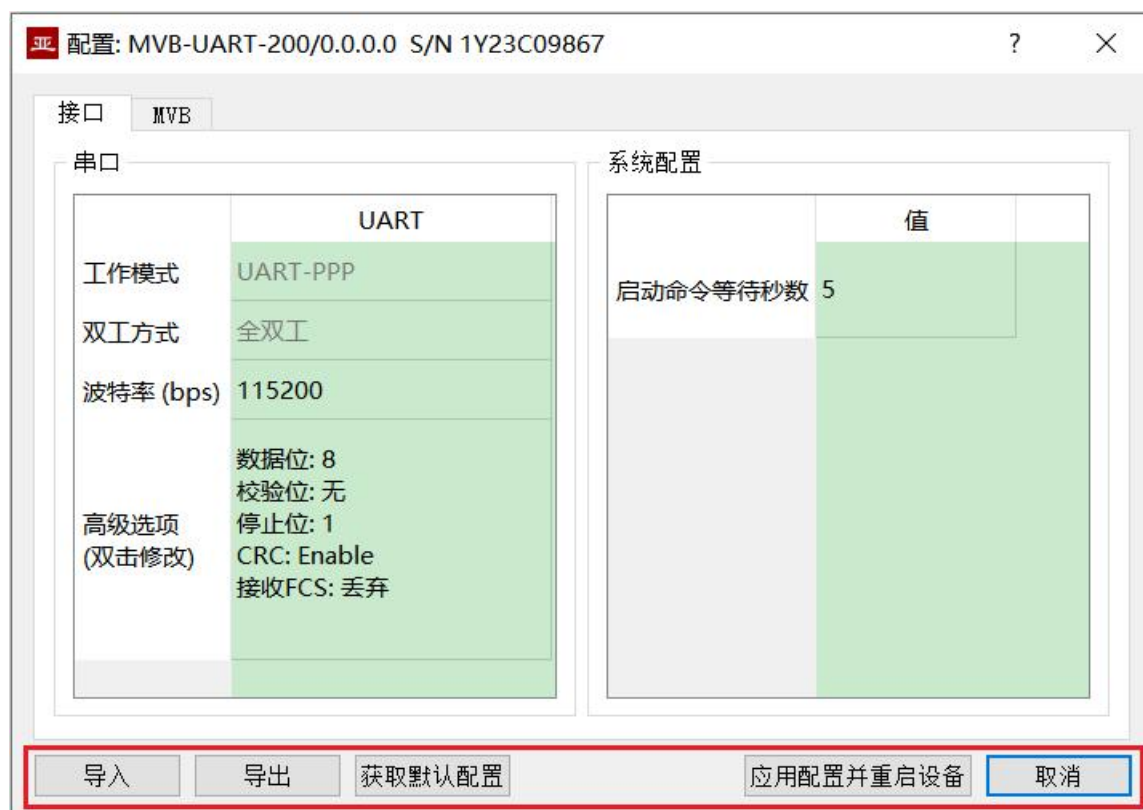 亚 配置: MVB-UART-200/0.0.0.0 S/N 1Y23C09867 ?
接口 MVB
串口
UART
工作模式 UART-PPP
双工方式 全双工
波特率 (bps) 115200
高级选项
(双击修改)
数据位: 8
校验位: 无
停止位: 1
CRC: Enable
接收FCS: 丢弃
系统配置
值
启动命令等待秒数 5
导入 导出 获取默认配置 应用配置并重启设备 取消